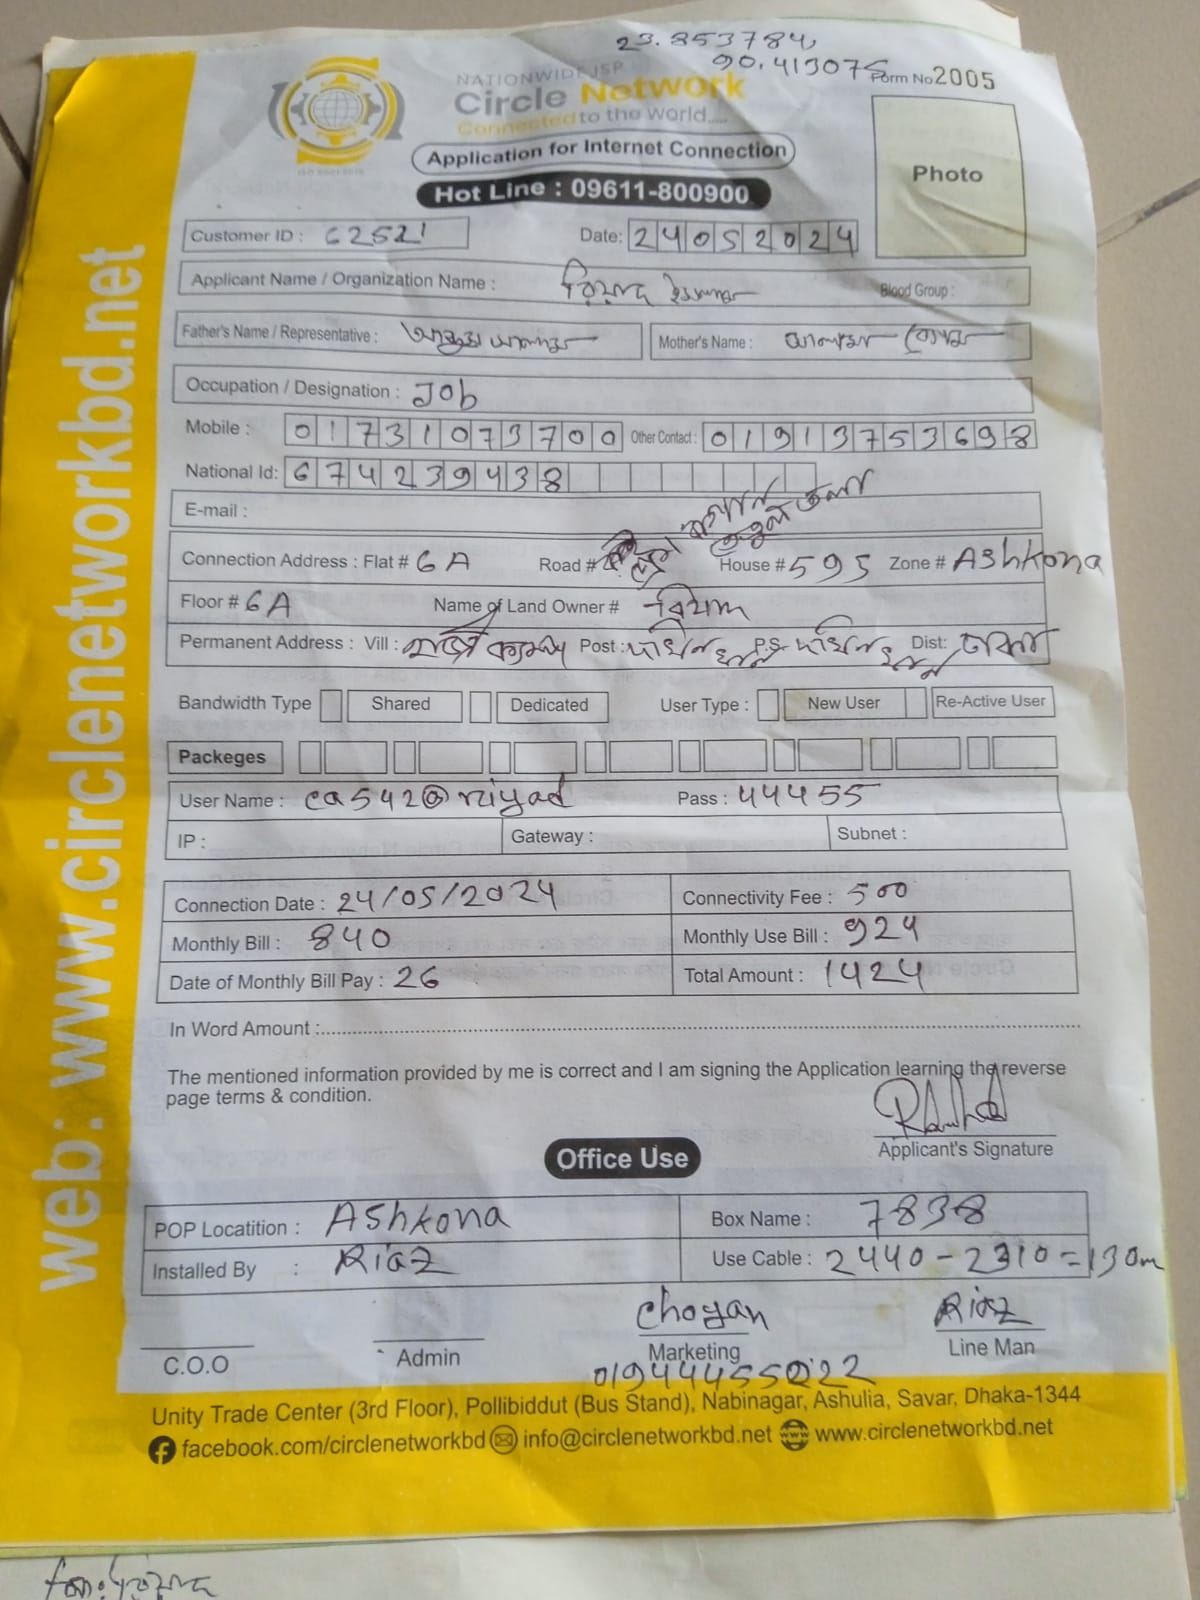 23.853784,
90.413075
Form No 2005
NATIONWIDE ISP
Circle Network
Connected to the world.....
Application for Internet Connection
Hot Line : 09611-800900
Photo
Customer ID : 62521
Date: 24052024
Applicant Name / Organization Name : রিয়াদ ইসলাম
Blood Group :
Father's Name / Representative :
Mother's Name : বেগম
Occupation / Designation : Job
Mobile : 01731073700 Other Contact : 01913753698
National Id: 674239438
E-mail :
Connection Address : Flat # 6A Road # House # 595 Zone # Ashkona
Floor # 6A Name of Land Owner #
Permanent Address : Vill : Post : দক্ষিনখান P.S: দক্ষিনখান Dist: ঢাকা
Bandwidth Type Shared Dedicated User Type : New User Re-Active User
Packeges
User Name : ca542@riyad Pass : 44455
IP : Gateway : Subnet :
Connection Date : 24/05/2024 Connectivity Fee : 500
Monthly Bill : 840 Monthly Use Bill : 924
Date of Monthly Bill Pay : 26 Total Amount : 1424
In Word Amount :
The mentioned information provided by me is correct and I am signing the Application learning the reverse
page terms & condition.
Applicant's Signature
Office Use
POP Locatition : Ashkona Box Name : 7838
Installed By : Riaz Use Cable : 2440-2310=130m
Choyan Riaz
C.O.O Admin Marketing Line Man
01944455022
Unity Trade Center (3rd Floor), Pollibiddut (Bus Stand), Nabinagar, Ashulia, Savar, Dhaka-1344
facebook.com/circlenetworkbd info@circlenetworkbd.net www.circlenetworkbd.net
web: www.circlenetworkbd.net